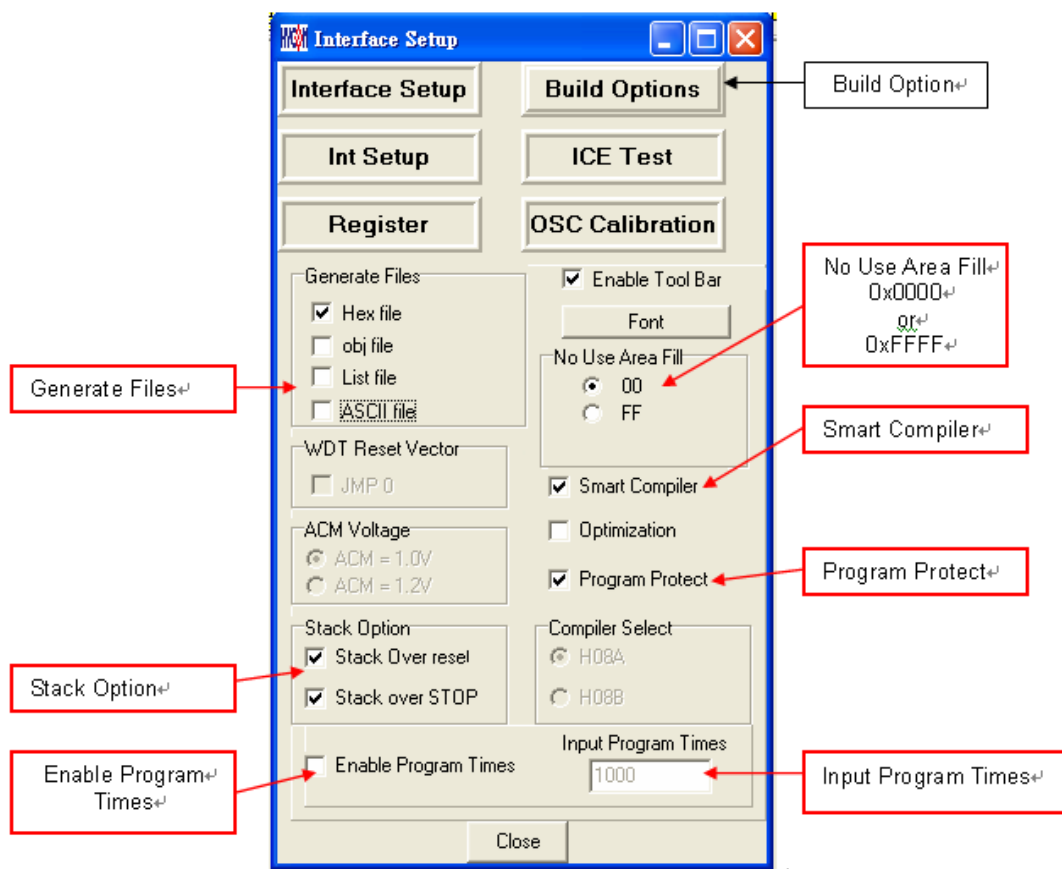 Interface Setup
Interface Setup
Build Options
Build Option
Int Setup
ICE Test
Register
OSC Calibration
Generate Files
Enable Tool Bar
No Use Area Fill
0x0000
or
0xFFFF
Hex file
Font
obj file
No Use Area Fill
List file
00
Generate Files
ASCII file
FF
Smart Compiler
WDT Reset Vector
JMP 0
Smart Compiler
ACM Voltage
Optimization
ACM = 1.0V
Program Protect
Program Protect
ACM = 1.2V
Stack Option
Compiler Select
Stack Over reset
H08A
Stack Option
Stack over STOP
H08B
Input Program Times
Enable Program
Times
Enable Program Times
1000
Input Program Times
Close